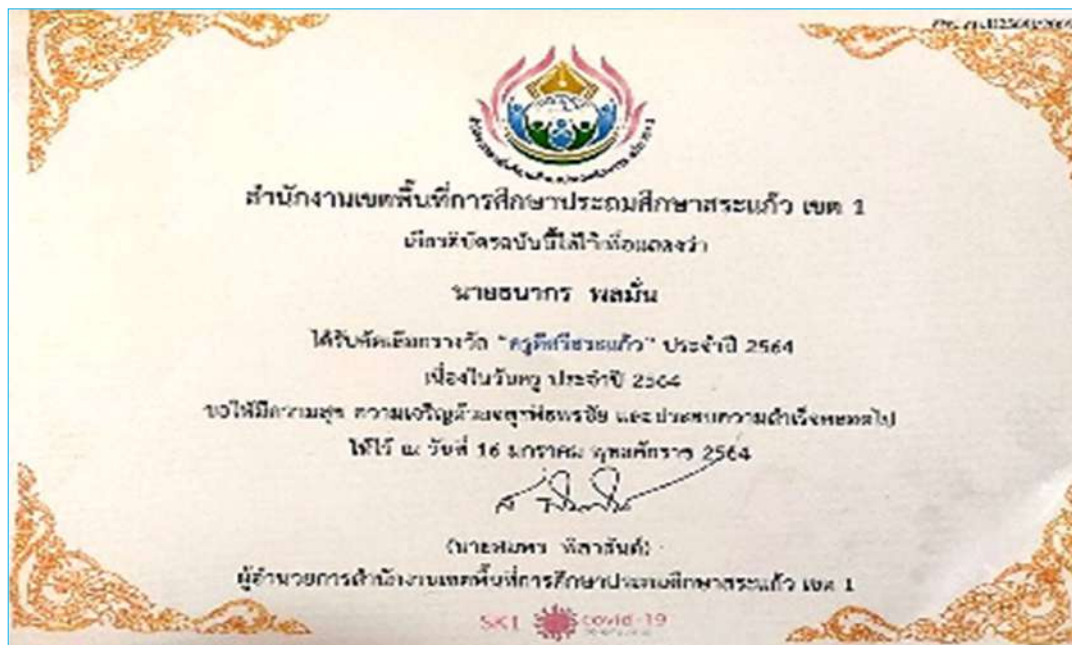 สำนักงานเขตพื้นที่การศึกษาประถมศึกษาสระแก้ว เขต 1
เกียรติบัตรฉบับนี้ให้ไว้เพื่อแสดงว่า
นายธนากร พลมั่น
ได้รับคัดเลือกรางวัล "ครูดีศรีสระแก้ว" ประจำปี 2564
เนื่องในวันครู ประจำปี 2564
ขอให้มีความสุข ความเจริญด้วยจตุรพิธพรชัย และประสบความสำเร็จตลอดไป
ให้ไว้ ณ วันที่ 16 มกราคม พุทธศักราช 2564
ผู้อำนวยการสำนักงานเขตพื้นที่การศึกษาประถมศึกษาสระแก้ว เขต 1
SK1 covid-19